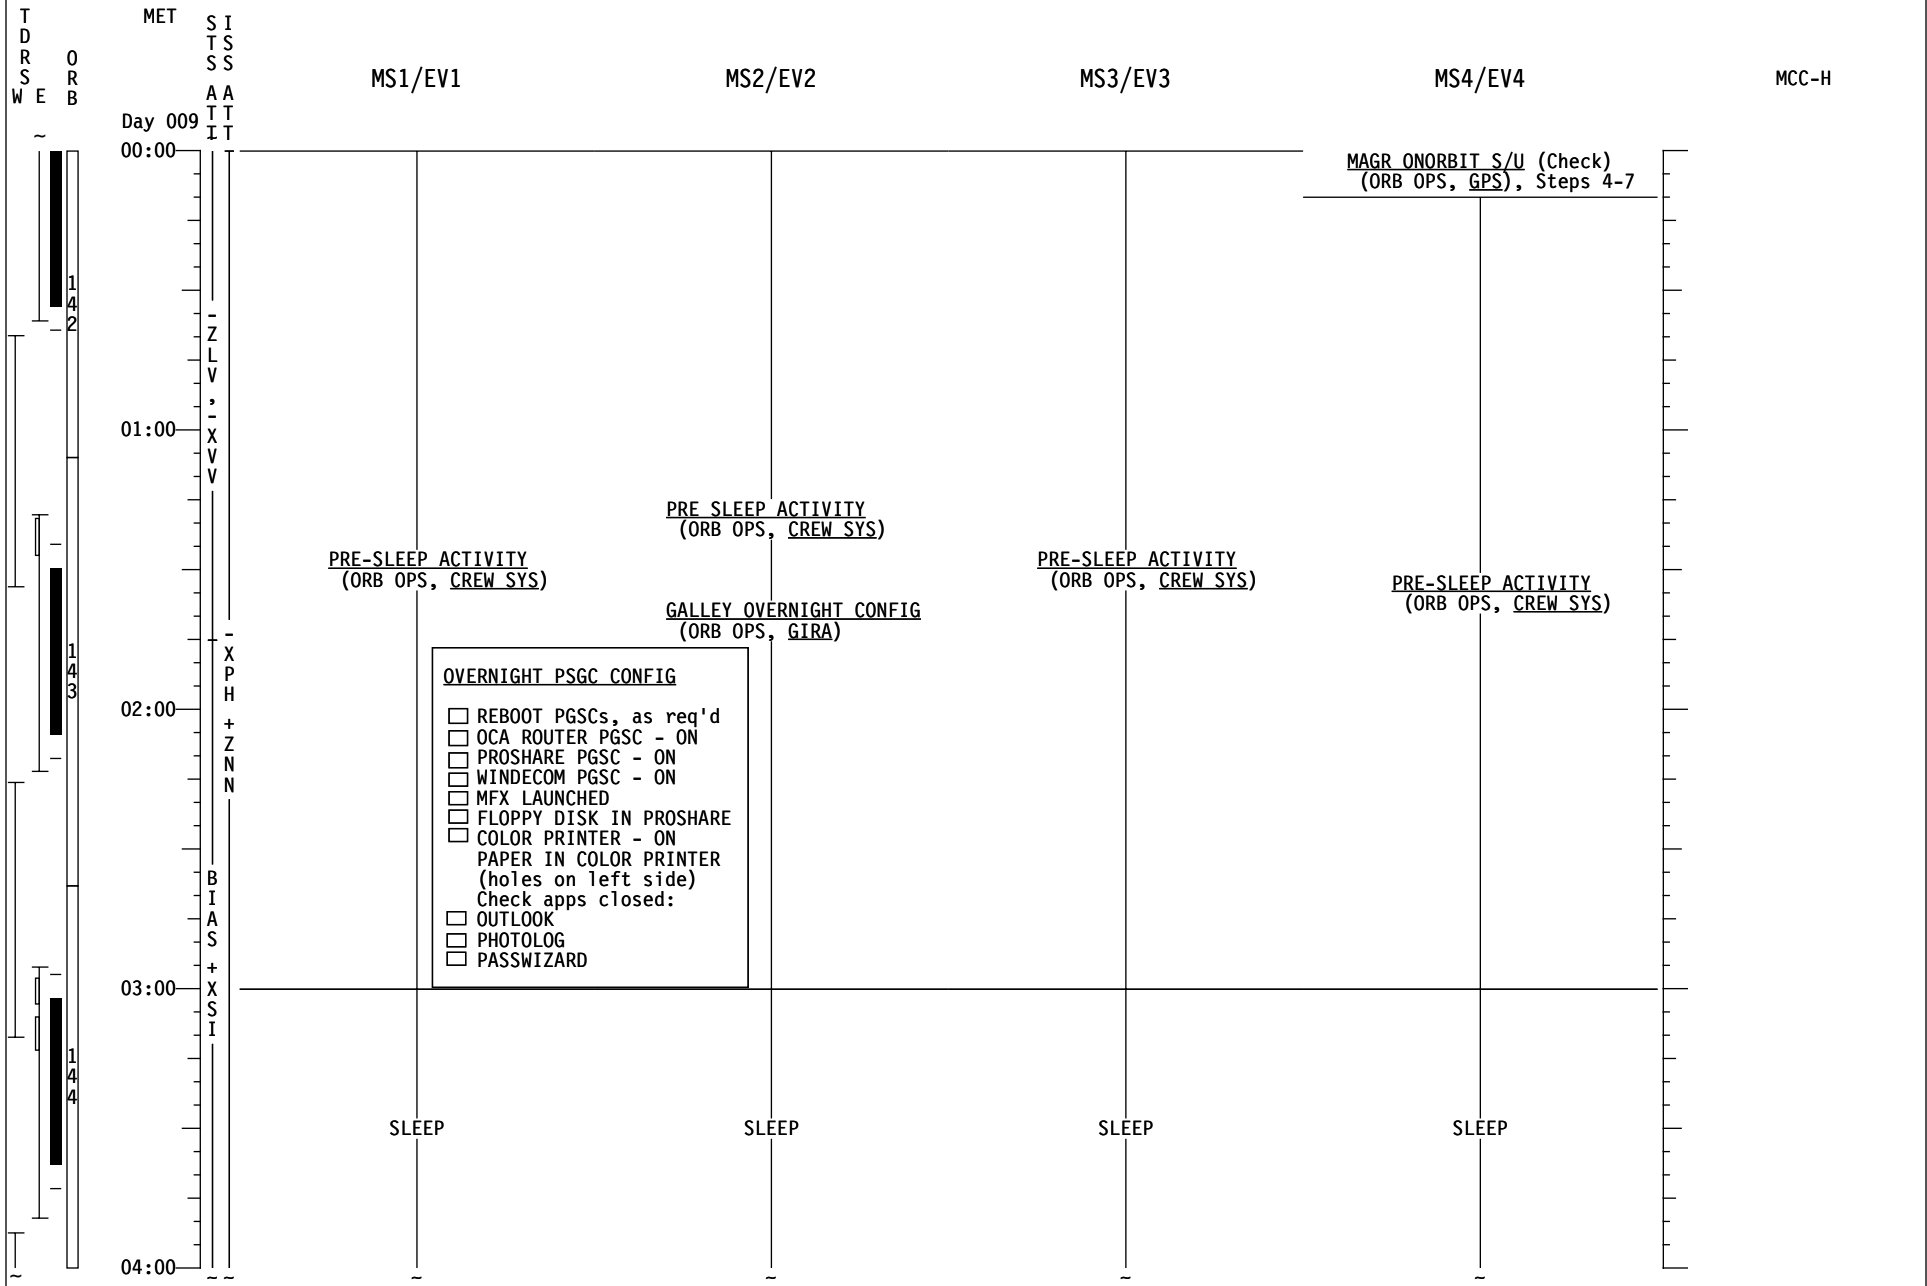 TDRS
W E
ORB
MET
STS ATT
ISS ATT
MS1/EV1
MS2/EV2
MS3/EV3
MS4/EV4
MCC-H
Day 009
~
00:00
MAGR ONORBIT S/U (Check)
(ORB OPS, GPS), Steps 4-7
142
-ZLV,-XVV
01:00
PRE SLEEP ACTIVITY
(ORB OPS, CREW SYS)
PRE-SLEEP ACTIVITY
(ORB OPS, CREW SYS)
PRE-SLEEP ACTIVITY
(ORB OPS, CREW SYS)
PRE-SLEEP ACTIVITY
(ORB OPS, CREW SYS)
GALLEY OVERNIGHT CONFIG
(ORB OPS, GIRA)
143
-XPH +ZNN
OVERNIGHT PSGC CONFIG
02:00
REBOOT PGSCs, as req'd
OCA ROUTER PGSC - ON
PROSHARE PGSC - ON
WINDECOM PGSC - ON
MFX LAUNCHED
FLOPPY DISK IN PROSHARE
COLOR PRINTER - ON
PAPER IN COLOR PRINTER
(holes on left side)
Check apps closed:
OUTLOOK
PHOTOLOG
PASSWIZARD
BIAS +XSI
03:00
144
SLEEP
SLEEP
SLEEP
SLEEP
04:00
~ ~ ~ ~ ~ ~ ~